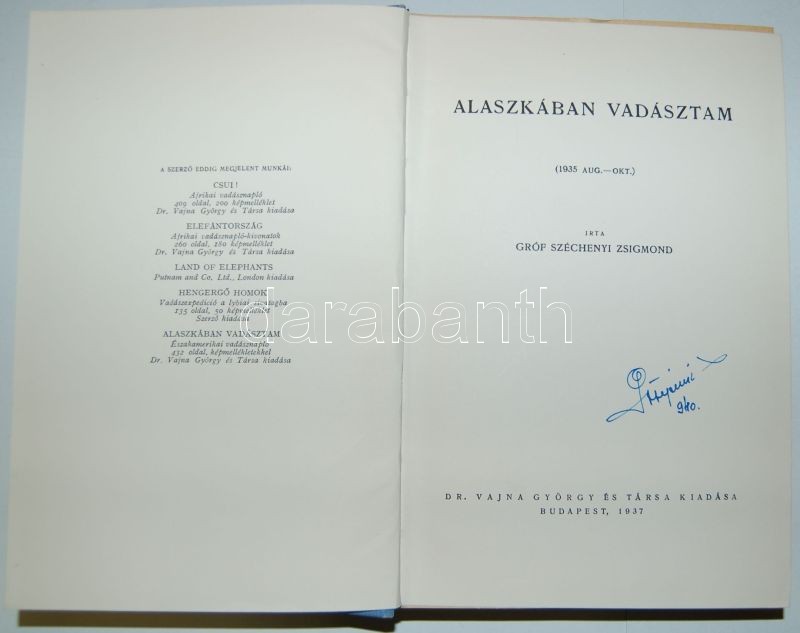 A SZERZŐ EDDIG MEGJELENT MUNKÁI:
CSUI!
Afrikai vadásznapló
409 oldal, 200 képmelléklet
Dr. Vajna György és Társa kiadása
ELEFÁNTORSZÁG
Afrikai vadásznapló-kivonatok
260 oldal, 180 képmelléklet
Dr. Vajna György és Társa kiadása
LAND OF ELEPHANTS
Putnam and Co, Ltd., London kiadása
HENGERGŐ HOMOK
Vadászexpedíció a lybiai sivatagba
135 oldal, 50 képmelléklet
Szerző kiadása
ALASZKÁBAN VADÁSZTAM
Északamerikai vadásznapló
432 oldal, képmellékletekkel
Dr. Vajna György és Társa kiadása
ALASZKÁBAN VADÁSZTAM
(1935 AUG.—OKT.)
IRTA
GRÓF SZÉCHENYI ZSIGMOND
940.
DR. VAJNA GYÖRGY ÉS TÁRSA KIADÁSA
BUDAPEST, 1937
darabanth